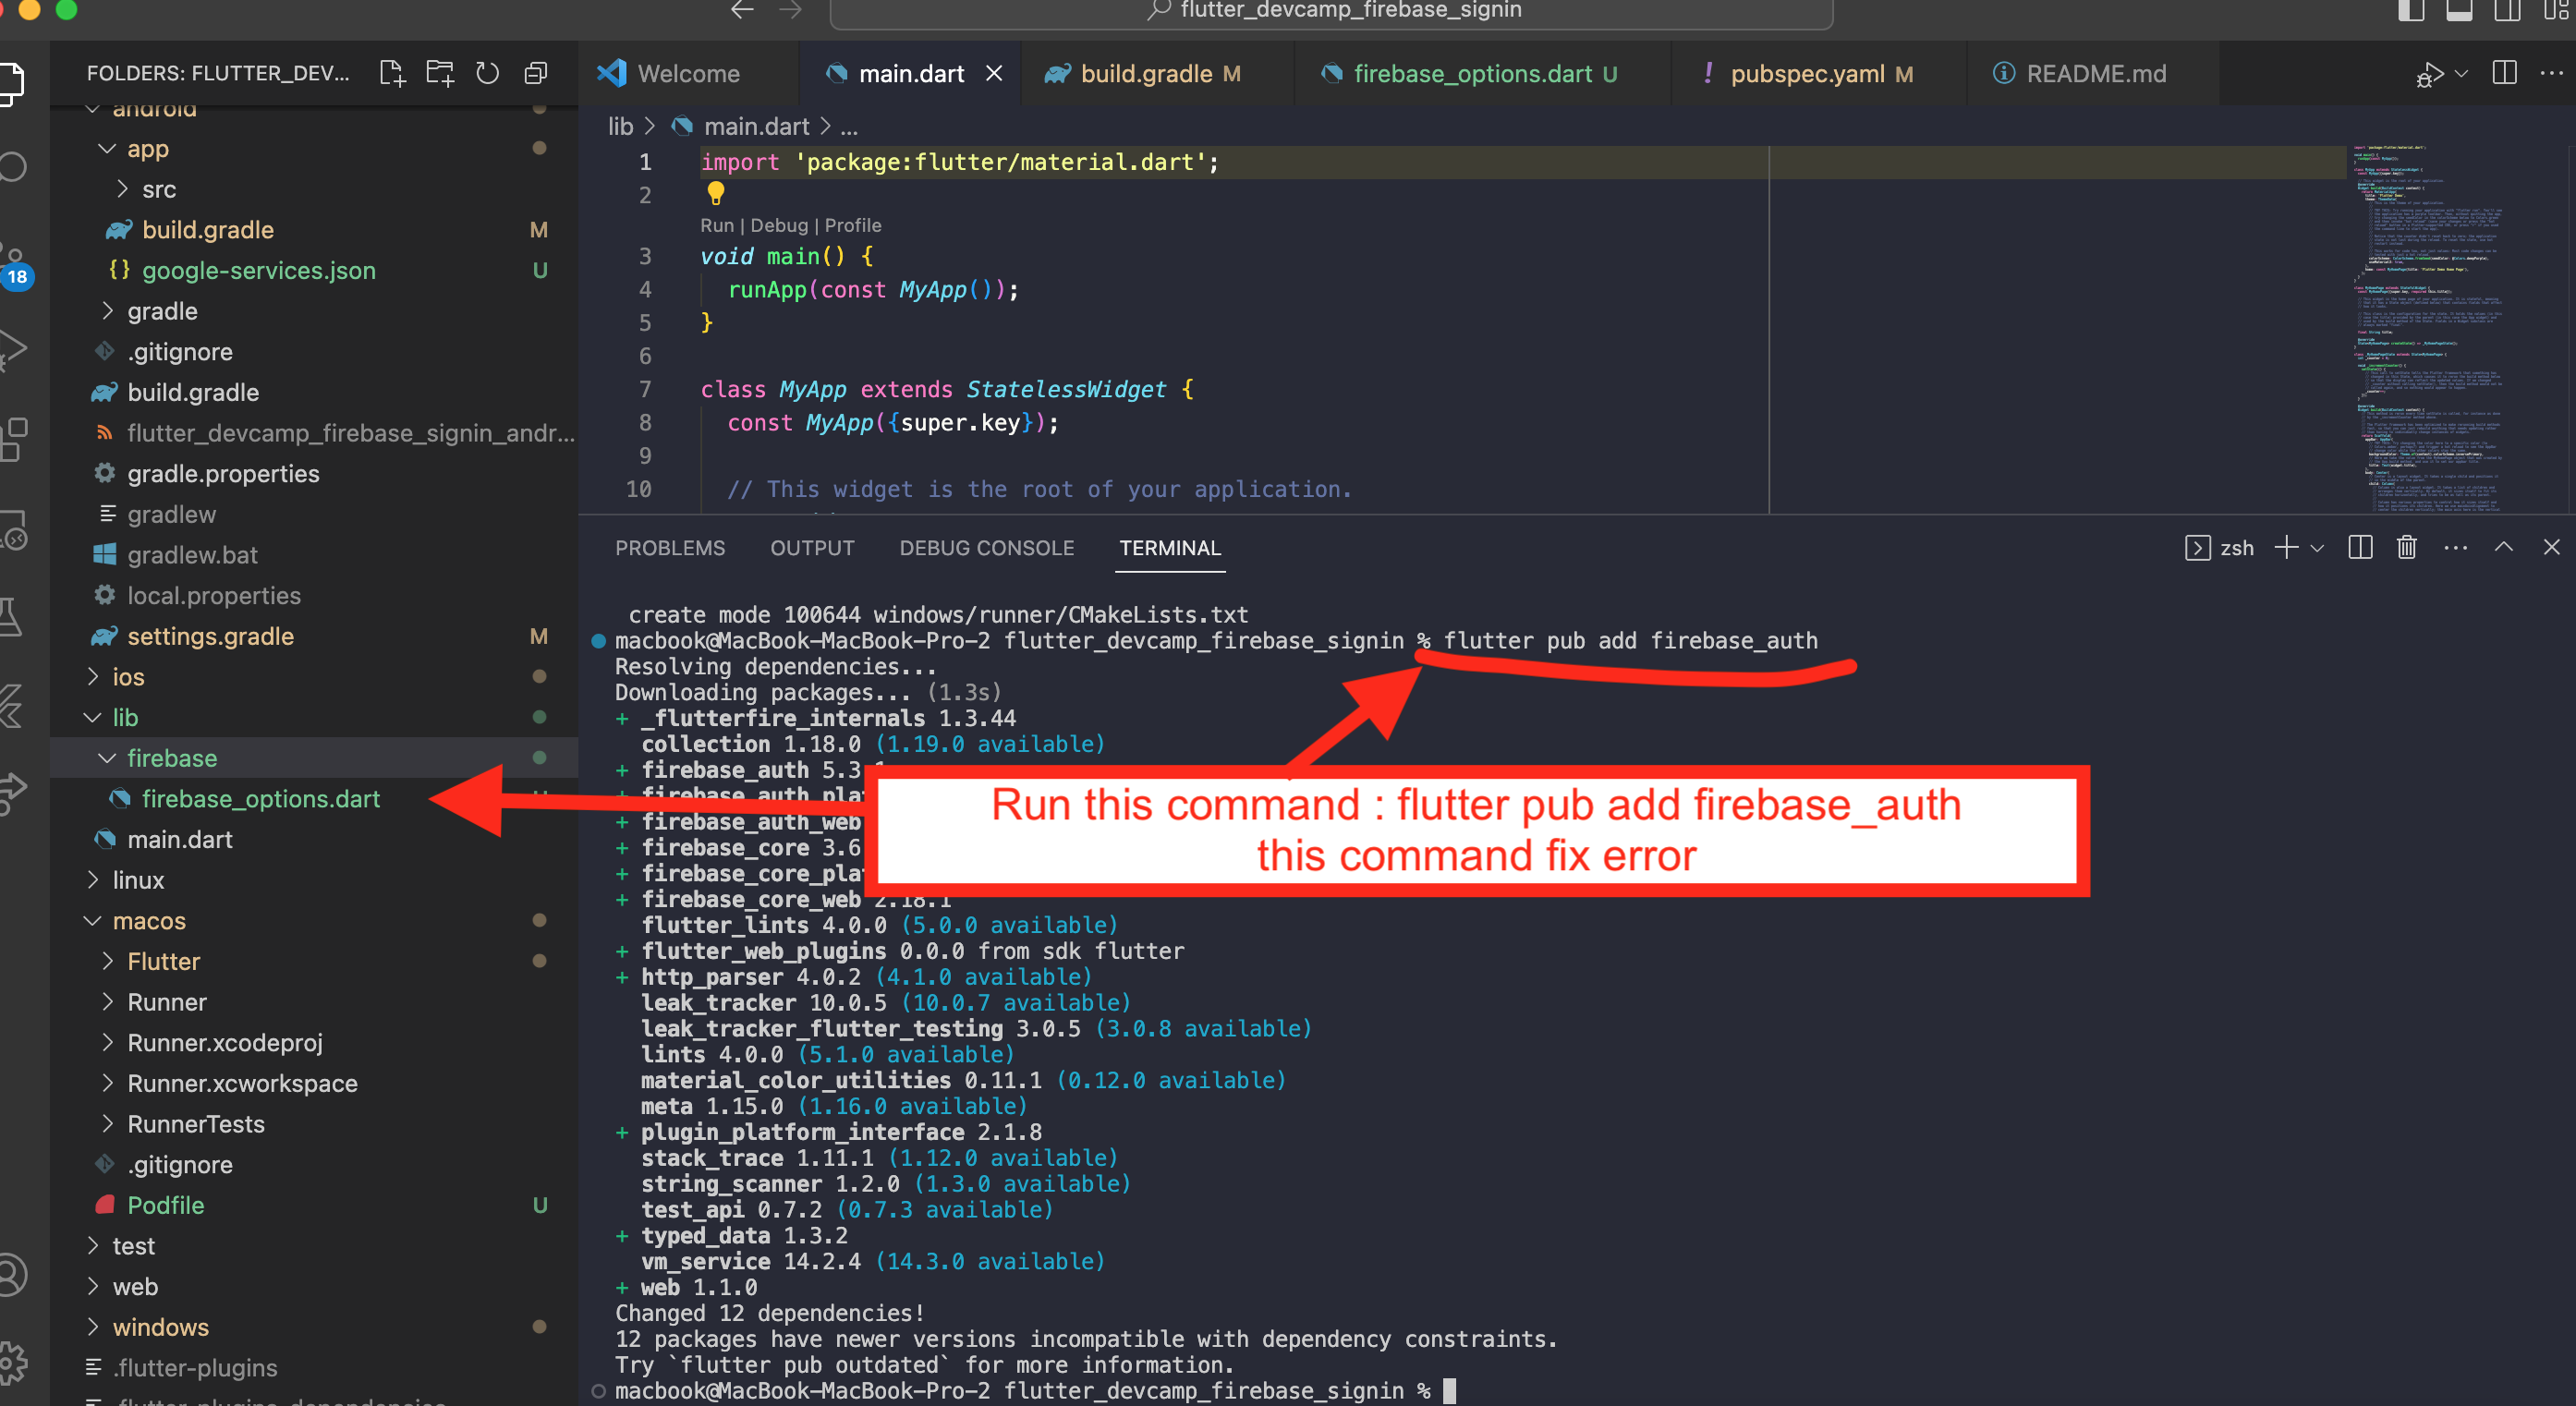 flutter_devcamp_firebase_signin
FOLDERS: FLUTTER_DEV...
Welcome
main.dart
build.gradle M
firebase_options.dart U
pubspec.yaml M
README.md
android
app
src
build.gradle M
{} google-services.json U
gradle
.gitignore
build.gradle
flutter_devcamp_firebase_signin_andr...
gradle.properties
gradlew
gradlew.bat
local.properties
settings.gradle M
ios
lib
firebase
firebase_options.dart
main.dart
linux
macos
Flutter
Runner
Runner.xcodeproj
Runner.xcworkspace
RunnerTests
.gitignore
Podfile U
test
web
windows
.flutter-plugins
.flutter-plugins-dependencies
18
lib > main.dart > ...
1 import 'package:flutter/material.dart';
2
Run | Debug | Profile
3 void main() {
4 runApp(const MyApp());
5 }
6
7 class MyApp extends StatelessWidget {
8 const MyApp({super.key});
9
10 // This widget is the root of your application.
PROBLEMS OUTPUT DEBUG CONSOLE TERMINAL
zsh
create mode 100644 windows/runner/CMakeLists.txt
macbook@MacBook-MacBook-Pro-2 flutter_devcamp_firebase_signin % flutter pub add firebase_auth
Resolving dependencies...
Downloading packages... (1.3s)
+ _flutterfire_internals 1.3.44
collection 1.18.0 (1.19.0 available)
+ firebase_auth 5.3.1
+ firebase_auth_pla
+ firebase_auth_web
+ firebase_core 3.6
+ firebase_core_pla
+ firebase_core_web 2.18.1
flutter_lints 4.0.0 (5.0.0 available)
+ flutter_web_plugins 0.0.0 from sdk flutter
+ http_parser 4.0.2 (4.1.0 available)
leak_tracker 10.0.5 (10.0.7 available)
leak_tracker_flutter_testing 3.0.5 (3.0.8 available)
lints 4.0.0 (5.1.0 available)
material_color_utilities 0.11.1 (0.12.0 available)
meta 1.15.0 (1.16.0 available)
+ plugin_platform_interface 2.1.8
stack_trace 1.11.1 (1.12.0 available)
string_scanner 1.2.0 (1.3.0 available)
test_api 0.7.2 (0.7.3 available)
+ typed_data 1.3.2
vm_service 14.2.4 (14.3.0 available)
+ web 1.1.0
Changed 12 dependencies!
12 packages have newer versions incompatible with dependency constraints.
Try `flutter pub outdated` for more information.
macbook@MacBook-MacBook-Pro-2 flutter_devcamp_firebase_signin %
Run this command : flutter pub add firebase_auth
this command fix error